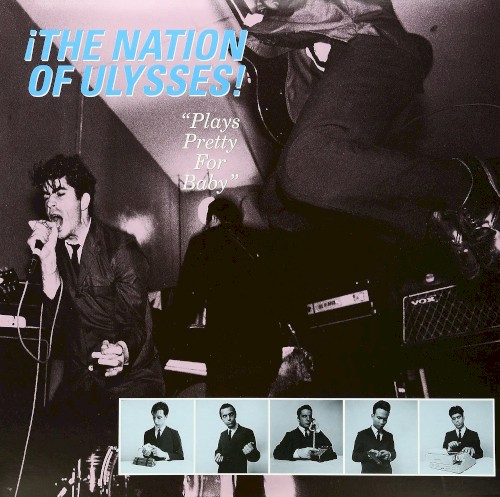 ¡THE NATION
OF ULYSSES!
“Plays
Pretty
For
Baby”
VOX